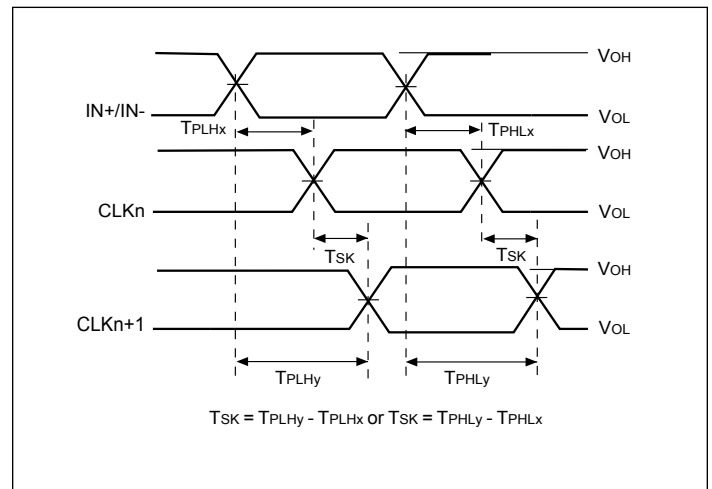 VOH
IN+/IN-
VOL
TPLHx
TPHLx
VOH
CLKn
VOL
TSK
TSK
VOH
CLKn+1
VOL
TPLHy
TPHLy
TSK = TPLHy - TPLHx or TSK = TPHLy - TPHLx